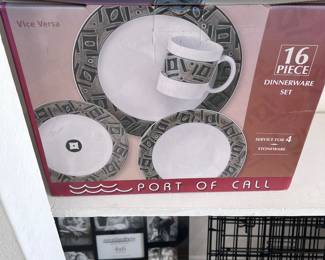 Vice Versa
16
PIECE
DINNERWARE
SET
SERVICE FOR 4
STONEWARE
PORT OF CALL